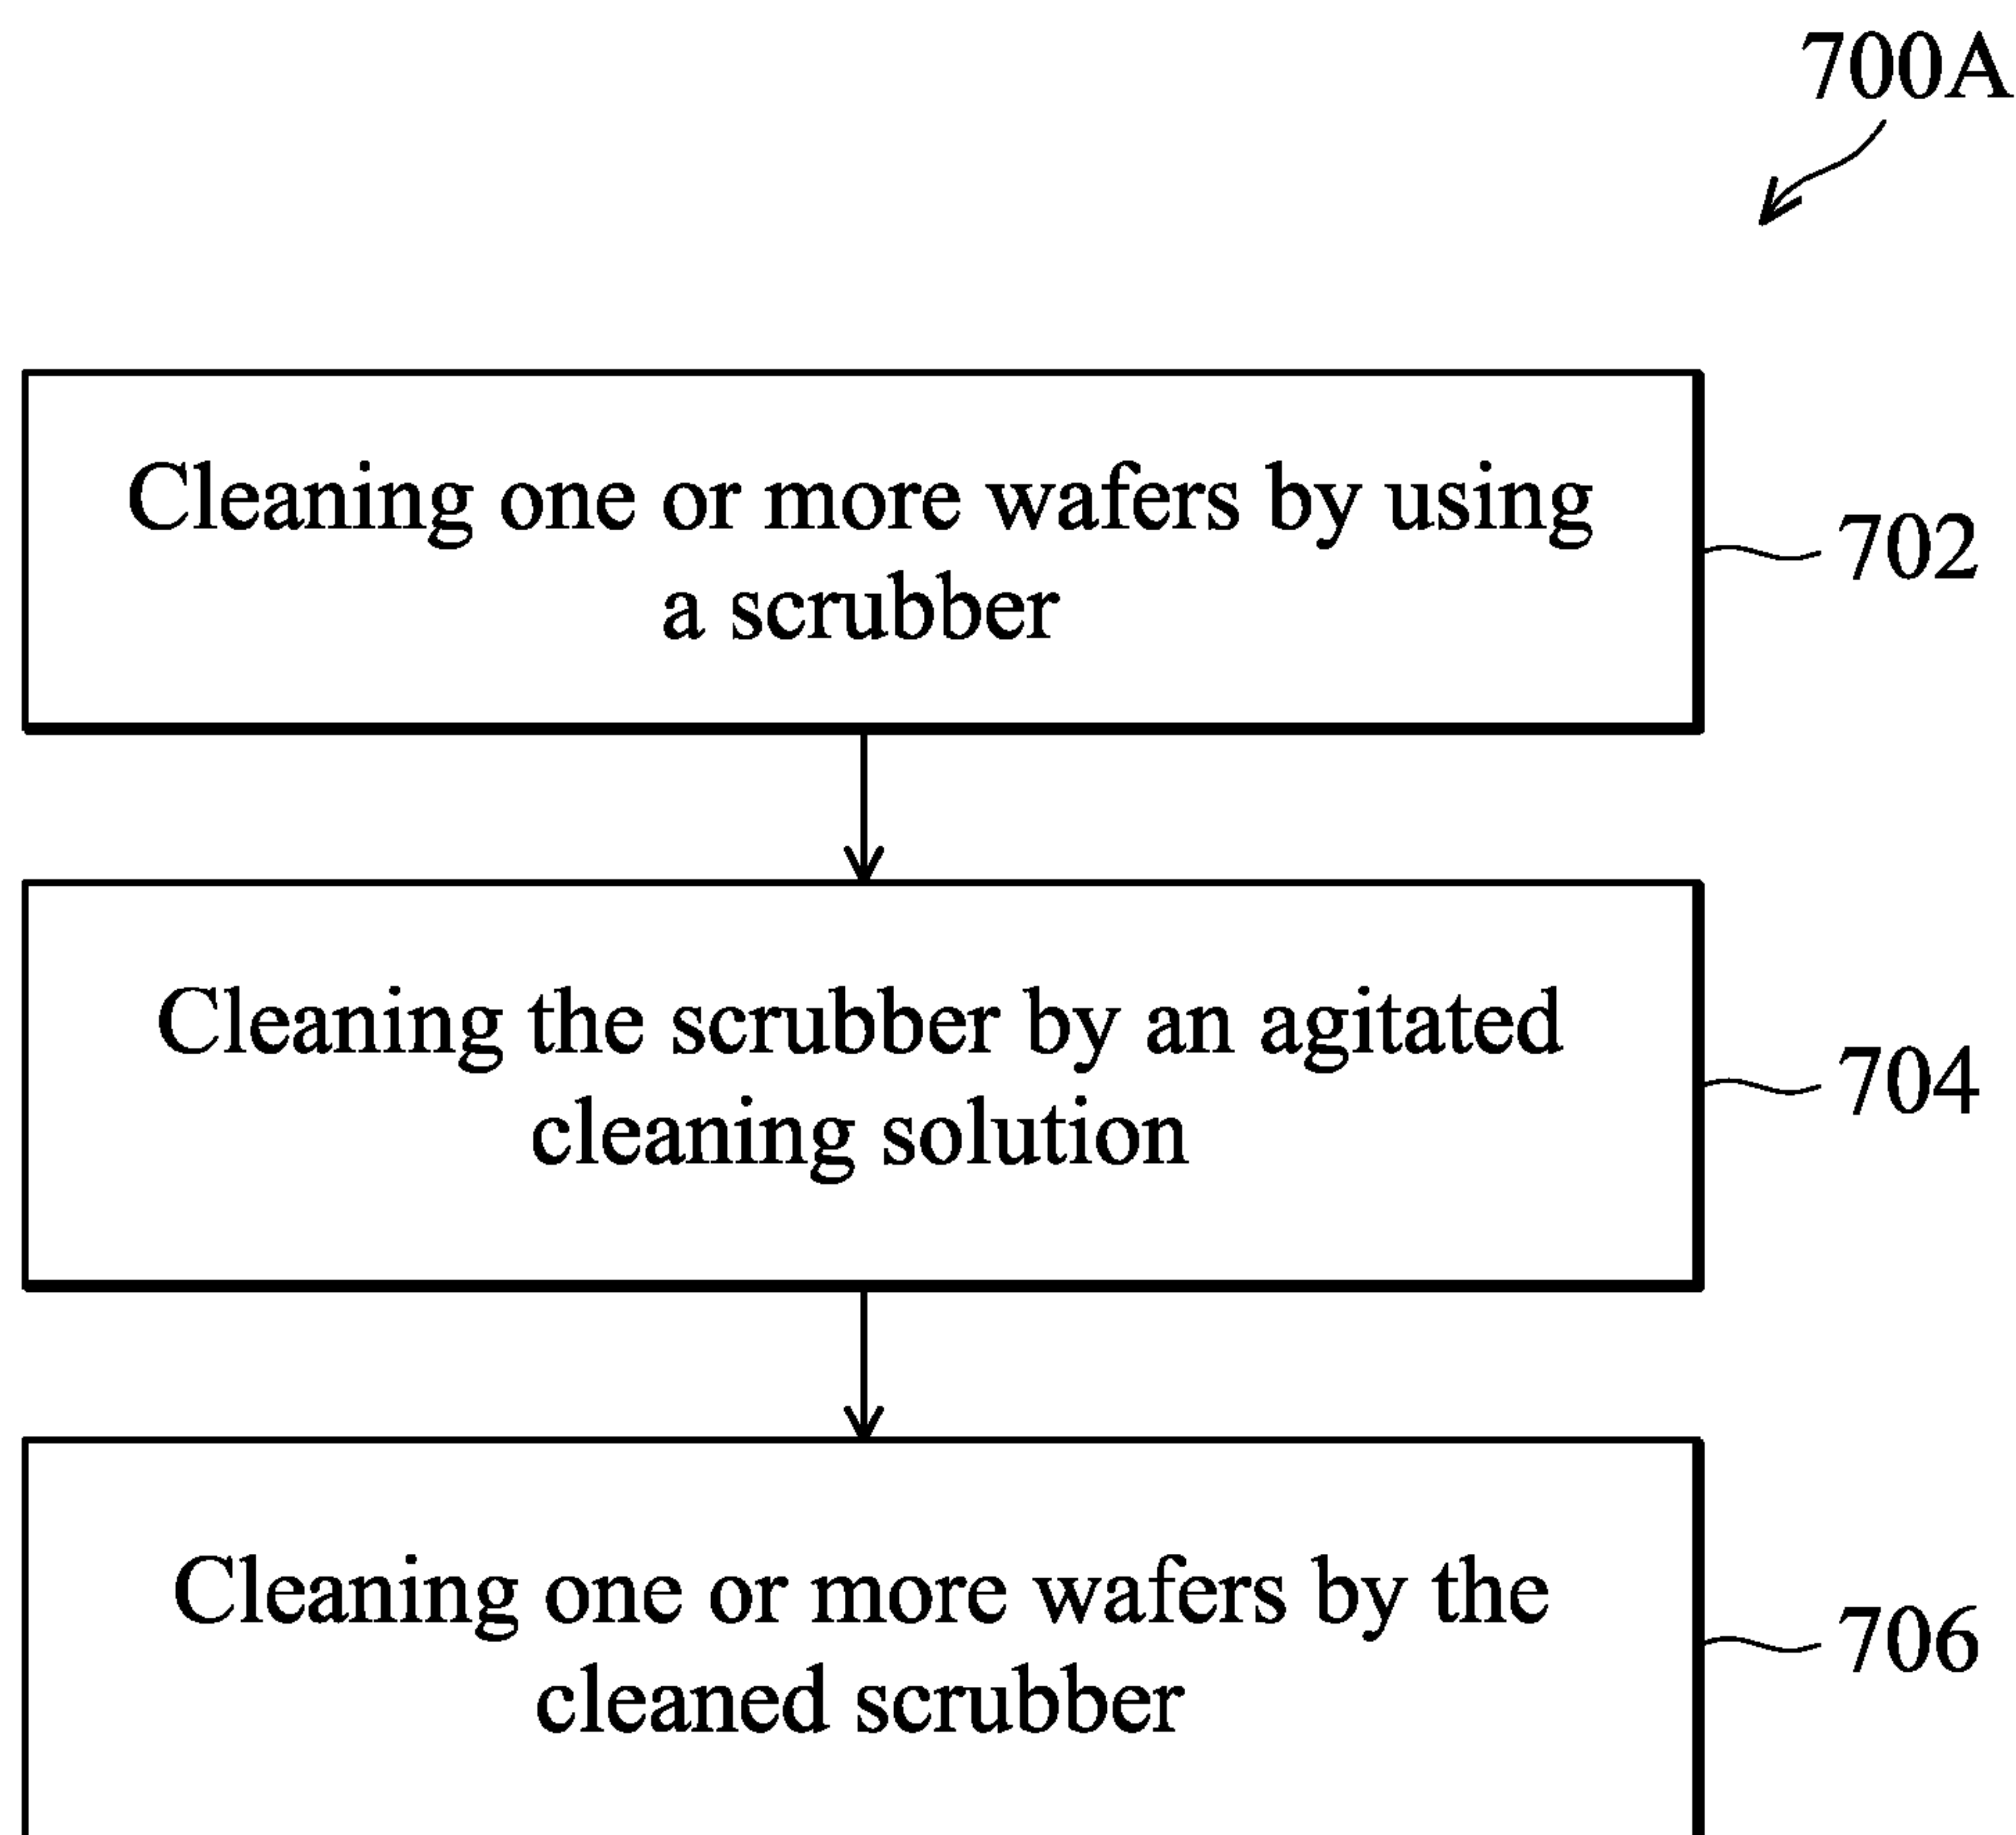 700A
Cleaning one or more wafers by using
a scrubber
702
Cleaning the scrubber by an agitated
cleaning solution
704
Cleaning one or more wafers by the
cleaned scrubber
706